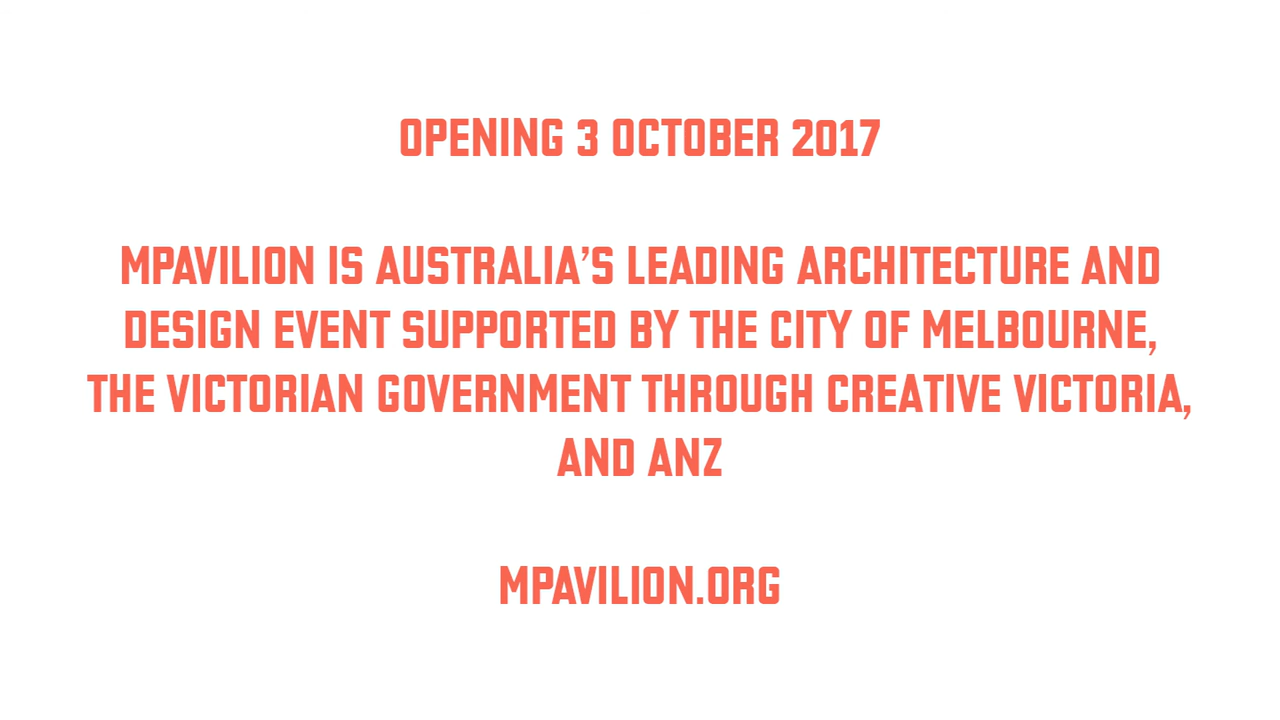 OPENING 3 OCTOBER 2017
MPAVILION IS AUSTRALIA’S LEADING ARCHITECTURE AND
DESIGN EVENT SUPPORTED BY THE CITY OF MELBOURNE,
THE VICTORIAN GOVERNMENT THROUGH CREATIVE VICTORIA,
AND ANZ
MPAVILION.ORG